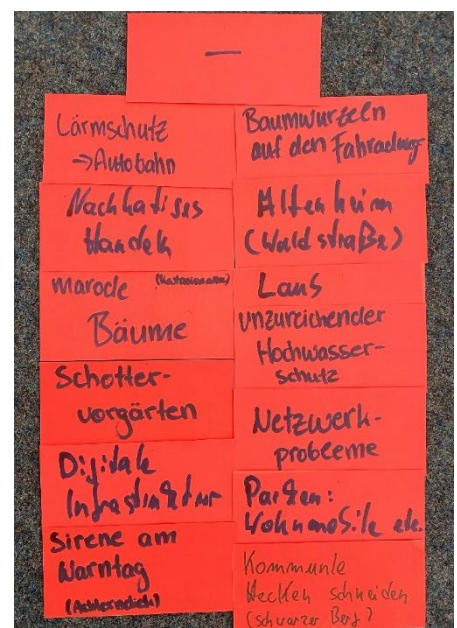 —
Lärmschutz
->Autobahn
Nachhaltiges
Handeln
marode
Bäume
Schotter-
vorgärten
Digitale
Infrastruktur
Sirene am
Warntag
Baumwurzeln
auf den Fahrradweg
Altenheim
(Waldstraße)
Laus
unzureichender
Hochwasser-
schutz
Netzwerk-
probleme
Parken:
Wohnmobile etc.
Kommunle
Hecken schneiden
(schwarzer Berg)